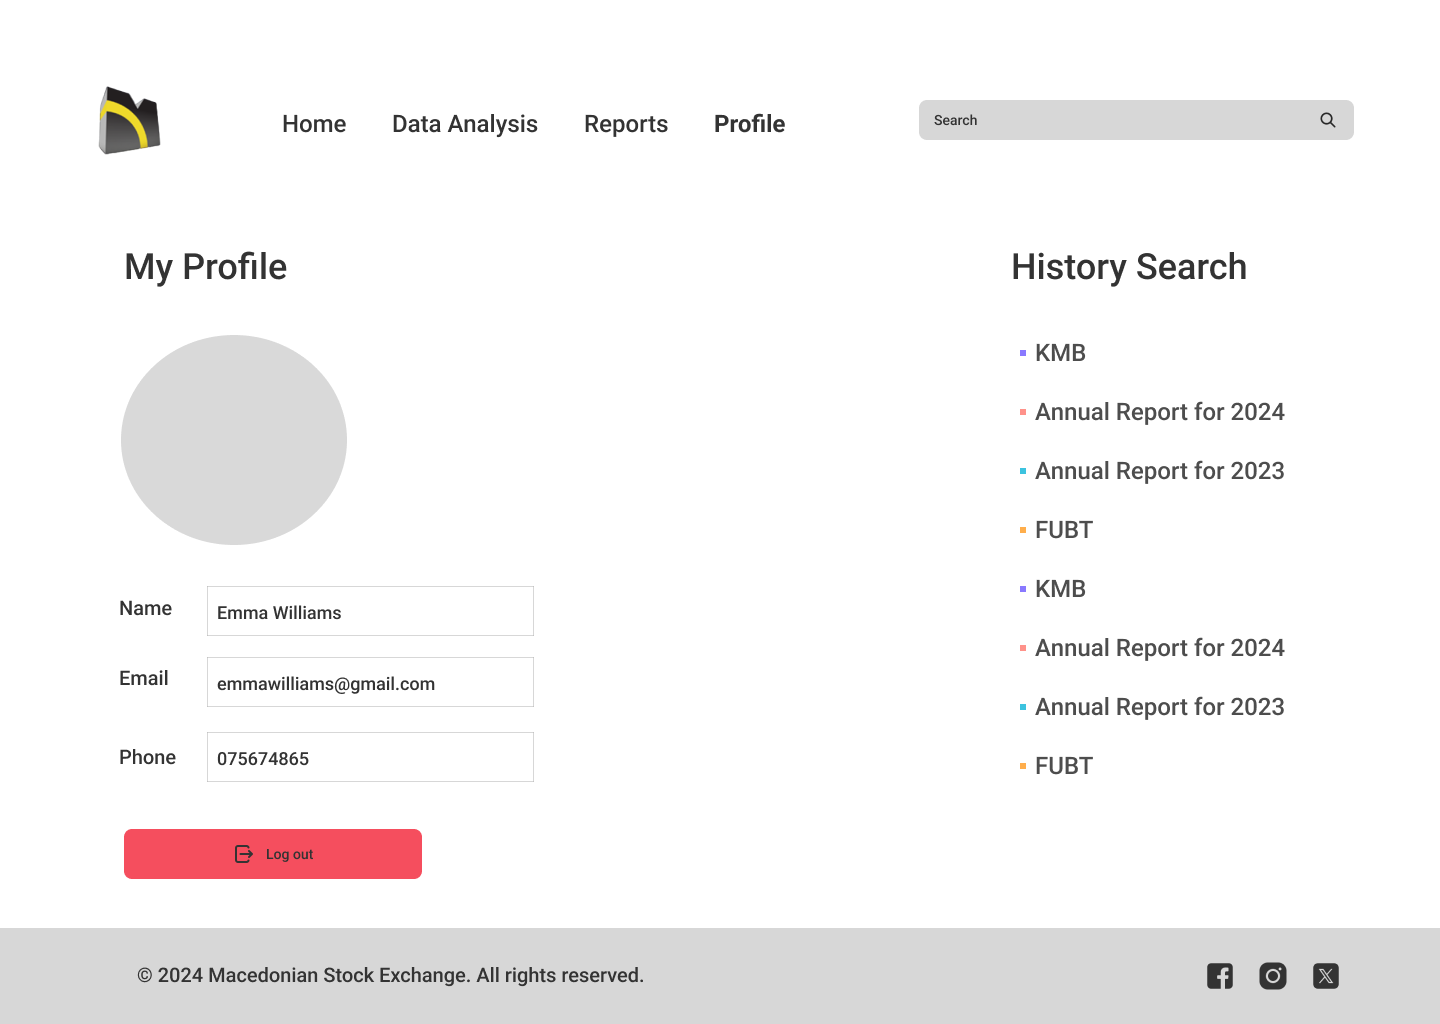 Home
Data Analysis
Reports
Profile
Search
My Profile
Name
Emma Williams
Email
emmawilliams@gmail.com
Phone
075674865
Log out
History Search
KMB
Annual Report for 2024
Annual Report for 2023
FUBT
KMB
Annual Report for 2024
Annual Report for 2023
FUBT
© 2024 Macedonian Stock Exchange. All rights reserved.